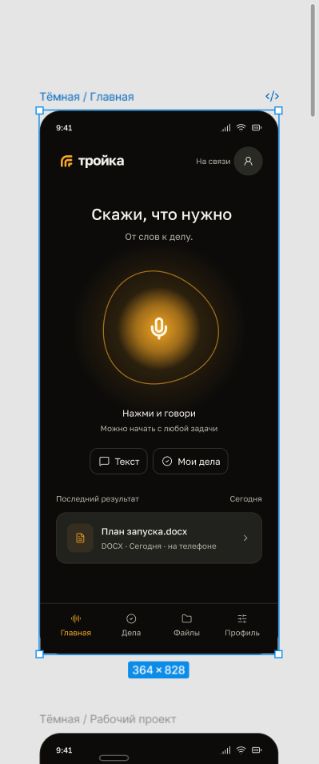 Тёмная / Главная
9:41
тройка
На связи
Скажи, что нужно
От слов к делу.
Нажми и говори
Можно начать с любой задачи
Текст
Мои дела
Последний результат
Сегодня
План запуска.docx
DOCX · Сегодня · на телефоне
Главная
Дела
Файлы
Профиль
364 × 828
Тёмная / Рабочий проект
9:41